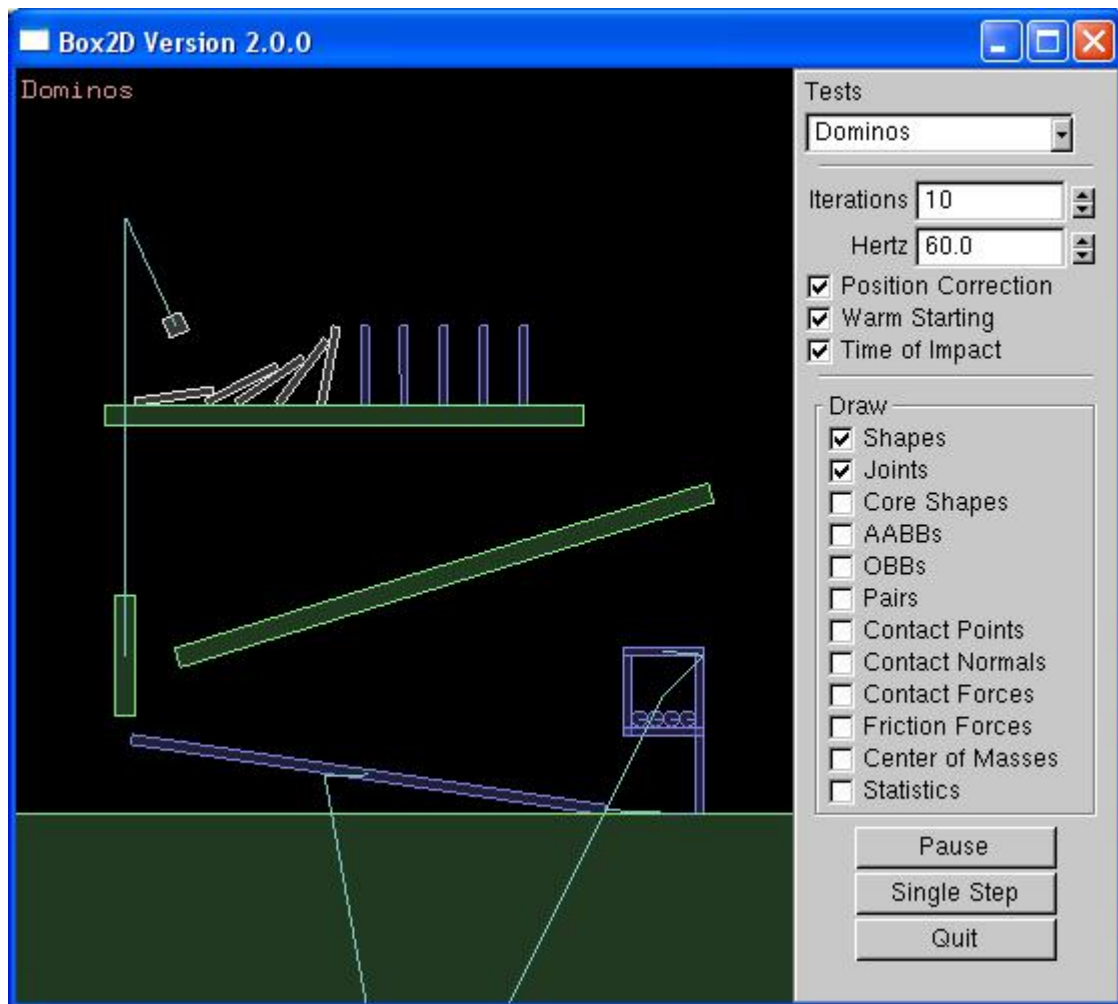 Box2D Version 2.0.0
Dominos
Tests
Dominos
Iterations 10
Hertz 60.0
Position Correction
Warm Starting
Time of Impact
Draw
Shapes
Joints
Core Shapes
AABBs
OBBs
Pairs
Contact Points
Contact Normals
Contact Forces
Friction Forces
Center of Masses
Statistics
Pause
Single Step
Quit